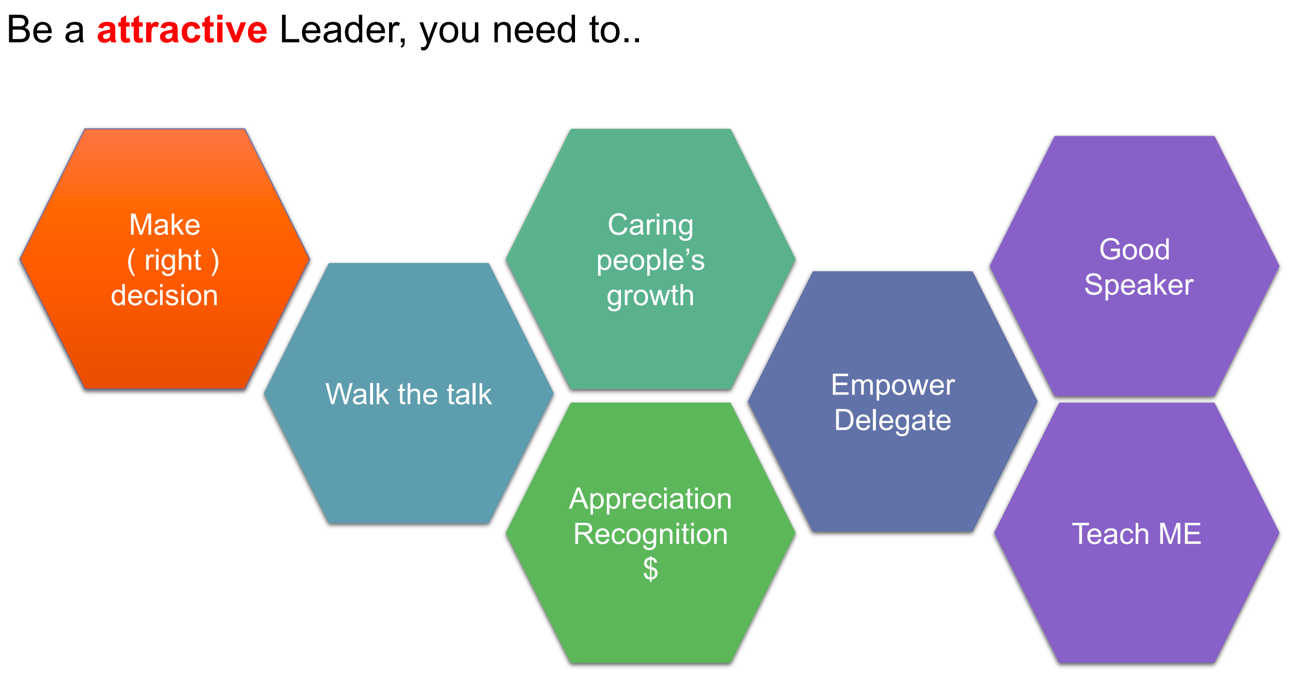 Be a attractive Leader, you need to..
Make
( right )
decision
Walk the talk
Caring
people’s
growth
Appreciation
Recognition
$
Empower
Delegate
Good
Speaker
Teach ME